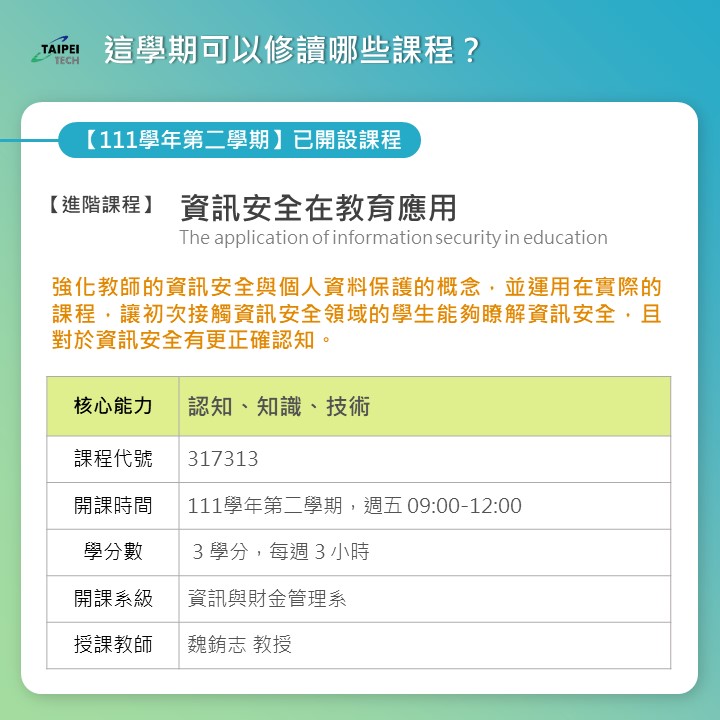 TAIPEI
TECH
這學期可以修讀哪些課程？
【111學年第二學期】已開設課程
【進階課程】 資訊安全在教育應用
The application of information security in education
強化教師的資訊安全與個人資料保護的概念，並運用在實際的
課程，讓初次接觸資訊安全領域的學生能夠瞭解資訊安全，且
對於資訊安全有更正確認知。
核心能力 認知、知識、技術
課程代號 317313
開課時間 111學年第二學期，週五 09:00-12:00
學分數 3 學分，每週 3 小時
開課系級 資訊與財金管理系
授課教師 魏銪志 教授